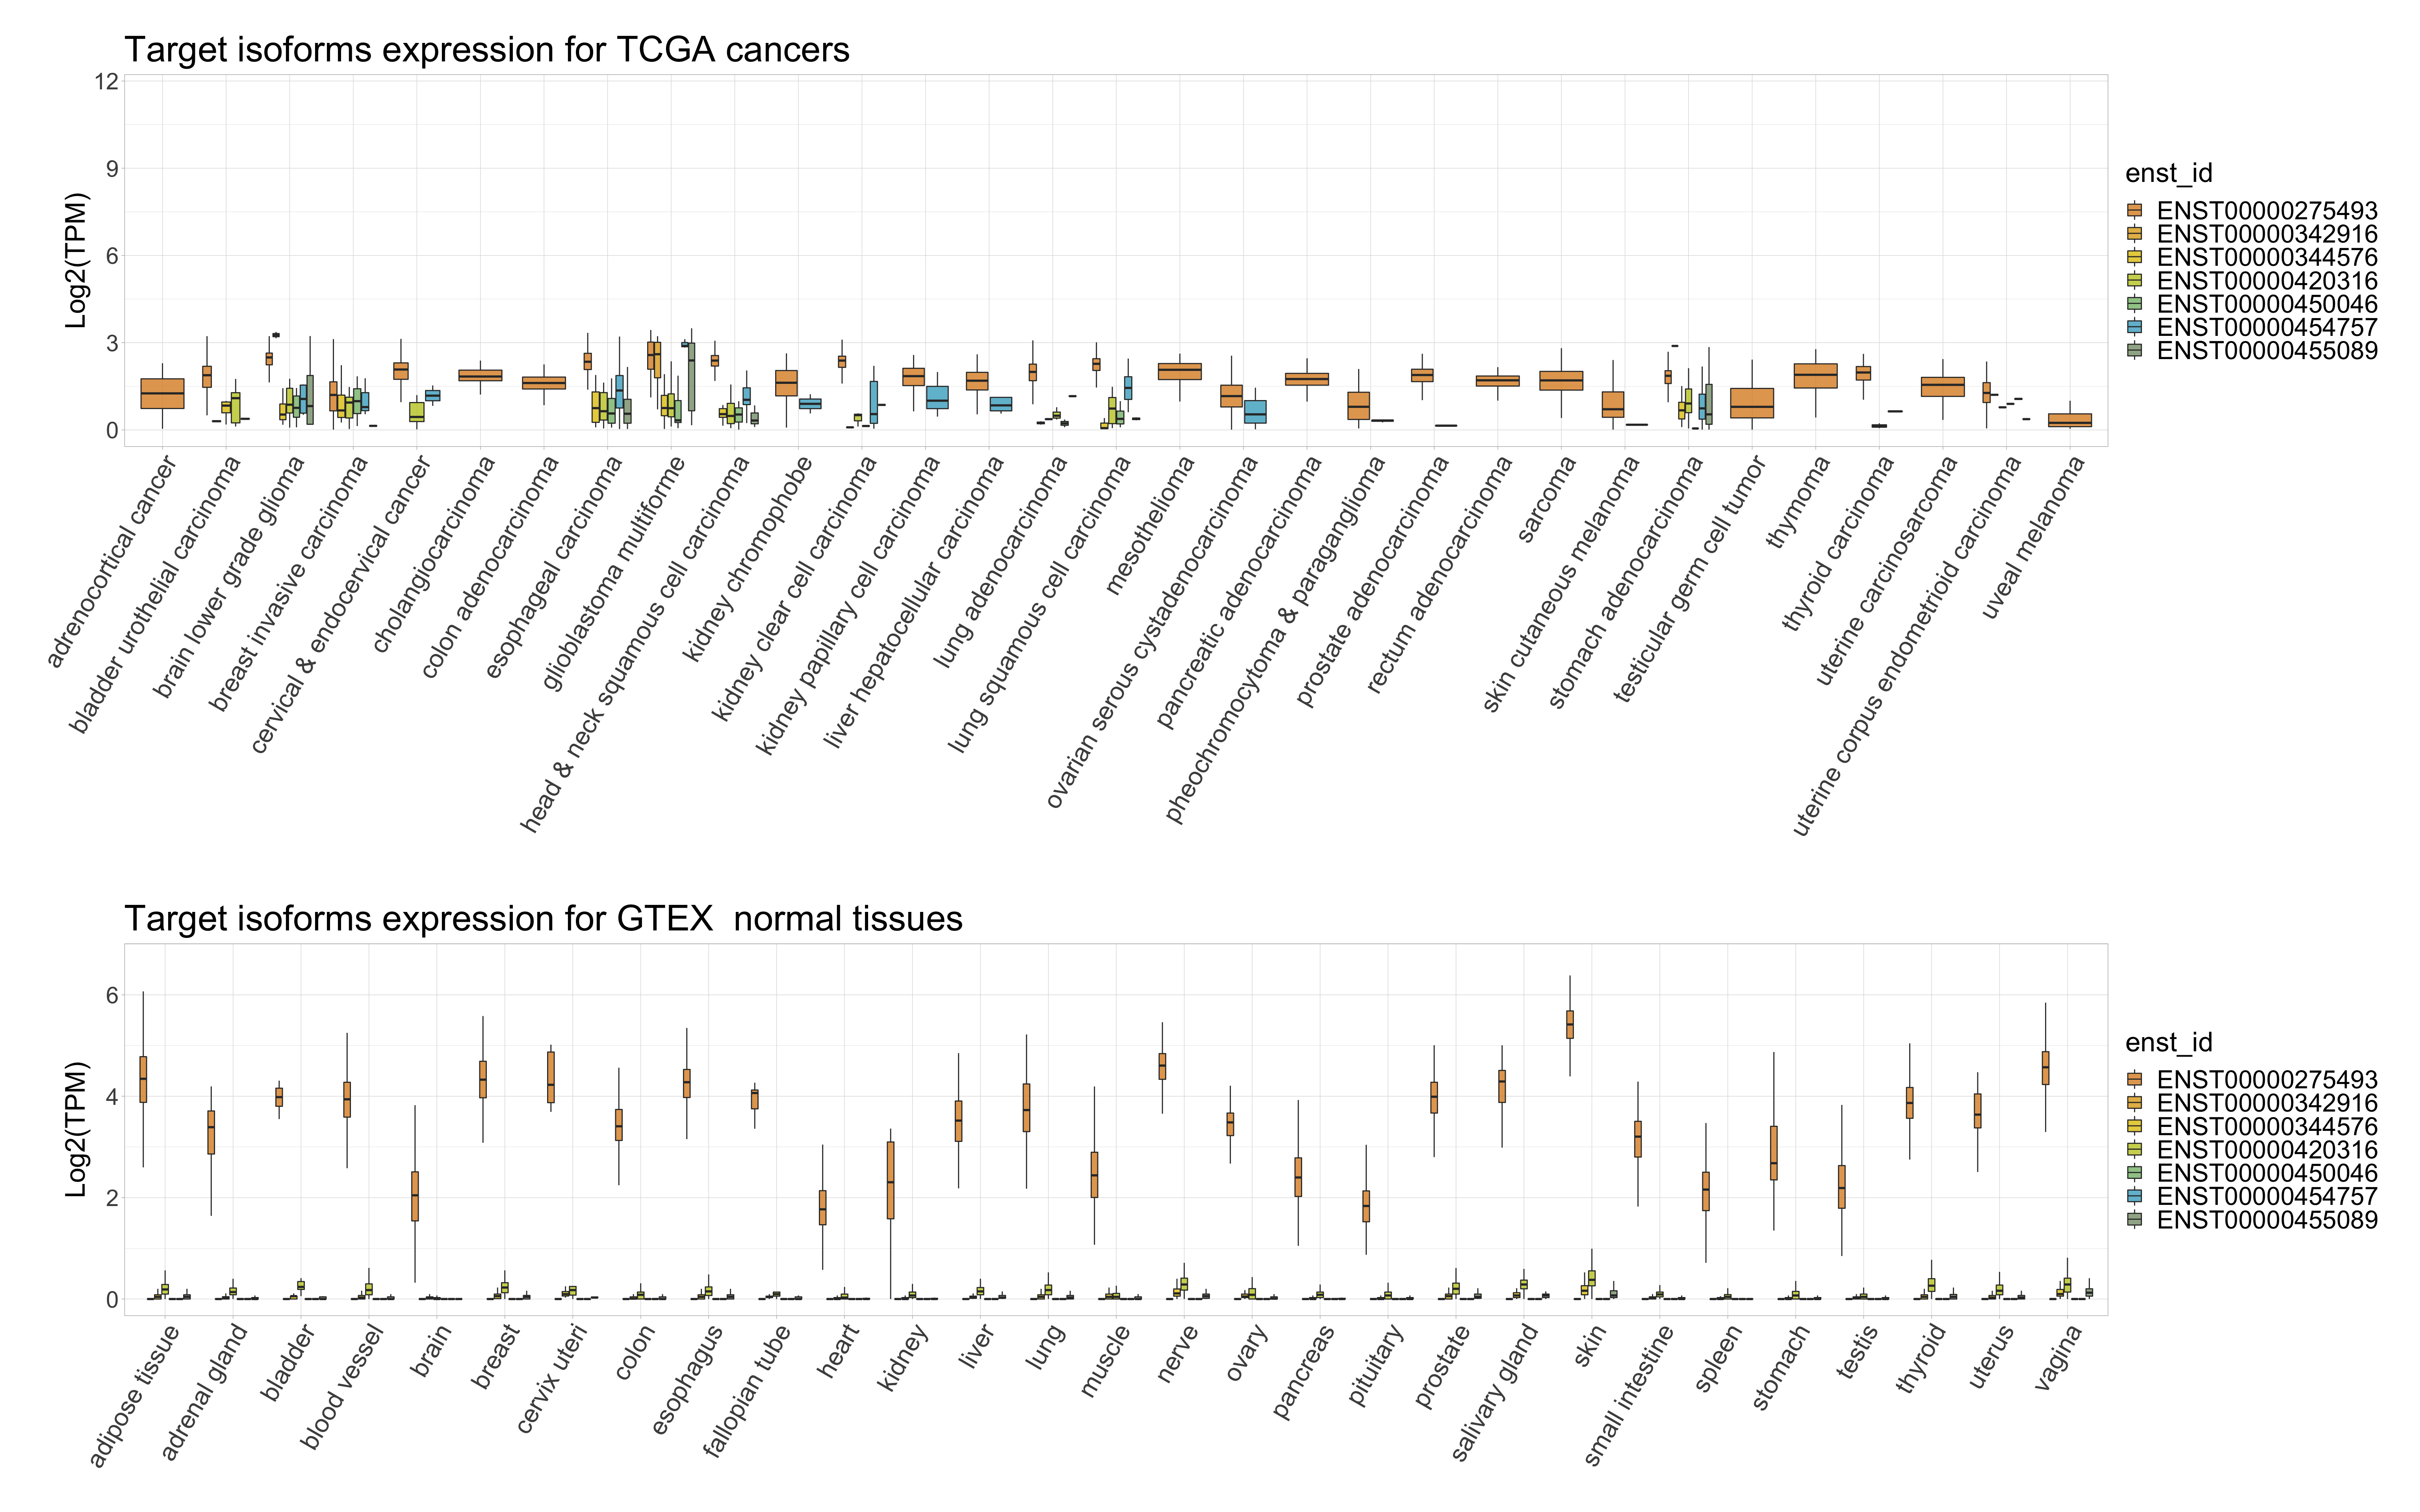 Target isoforms expression for TCGA cancers
12
9
6
3
0
Log2(TPM)
adrenocortical cancer
bladder urothelial carcinoma
brain lower grade glioma
breast invasive carcinoma
cervical & endocervical cancer
cholangiocarcinoma
colon adenocarcinoma
esophageal carcinoma
glioblastoma multiforme
head & neck squamous cell carcinoma
kidney chromophobe
kidney clear cell carcinoma
kidney papillary cell carcinoma
liver hepatocellular carcinoma
lung adenocarcinoma
lung squamous cell carcinoma
mesothelioma
ovarian serous cystadenocarcinoma
pancreatic adenocarcinoma
pheochromocytoma & paraganglioma
prostate adenocarcinoma
rectum adenocarcinoma
sarcoma
skin cutaneous melanoma
stomach adenocarcinoma
testicular germ cell tumor
thymoma
thyroid carcinoma
uterine carcinosarcoma
uterine corpus endometrioid carcinoma
uveal melanoma
enst_id
ENST00000275493
ENST00000342916
ENST00000344576
ENST00000420316
ENST00000450046
ENST00000454757
ENST00000455089
Target isoforms expression for GTEX  normal tissues
6
4
2
0
Log2(TPM)
adipose tissue
adrenal gland
bladder
blood vessel
brain
breast
cervix uteri
colon
esophagus
fallopian tube
heart
kidney
liver
lung
muscle
nerve
ovary
pancreas
pituitary
prostate
salivary gland
skin
small intestine
spleen
stomach
testis
thyroid
uterus
vagina
enst_id
ENST00000275493
ENST00000342916
ENST00000344576
ENST00000420316
ENST00000450046
ENST00000454757
ENST00000455089